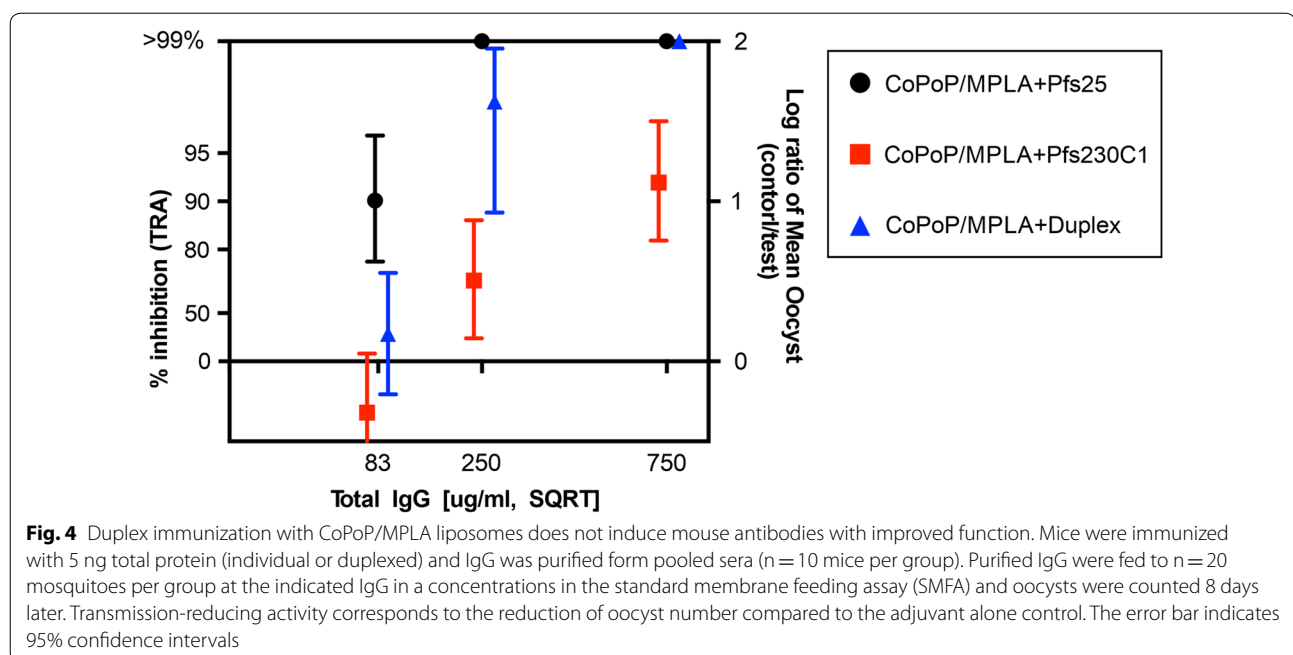 >99%
95
90
80
50
0
% inhibition (TRA)
2
1
0
Log ratio of Mean Oocyst
(contorl/test)
83
250
750
Total IgG [ug/ml, SQRT]
CoPoP/MPLA+Pfs25
CoPoP/MPLA+Pfs230C1
CoPoP/MPLA+Duplex
Fig. 4 Duplex immunization with CoPoP/MPLA liposomes does not induce mouse antibodies with improved function. Mice were immunized
with 5 ng total protein (individual or duplexed) and IgG was purified form pooled sera (n = 10 mice per group). Purified IgG were fed to n = 20
mosquitoes per group at the indicated IgG in a concentrations in the standard membrane feeding assay (SMFA) and oocysts were counted 8 days
later. Transmission-reducing activity corresponds to the reduction of oocyst number compared to the adjuvant alone control. The error bar indicates
95% confidence intervals